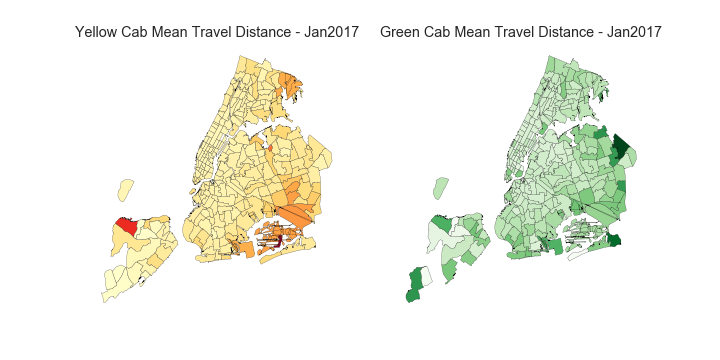 Yellow Cab Mean Travel Distance - Jan2017
Green Cab Mean Travel Distance - Jan2017